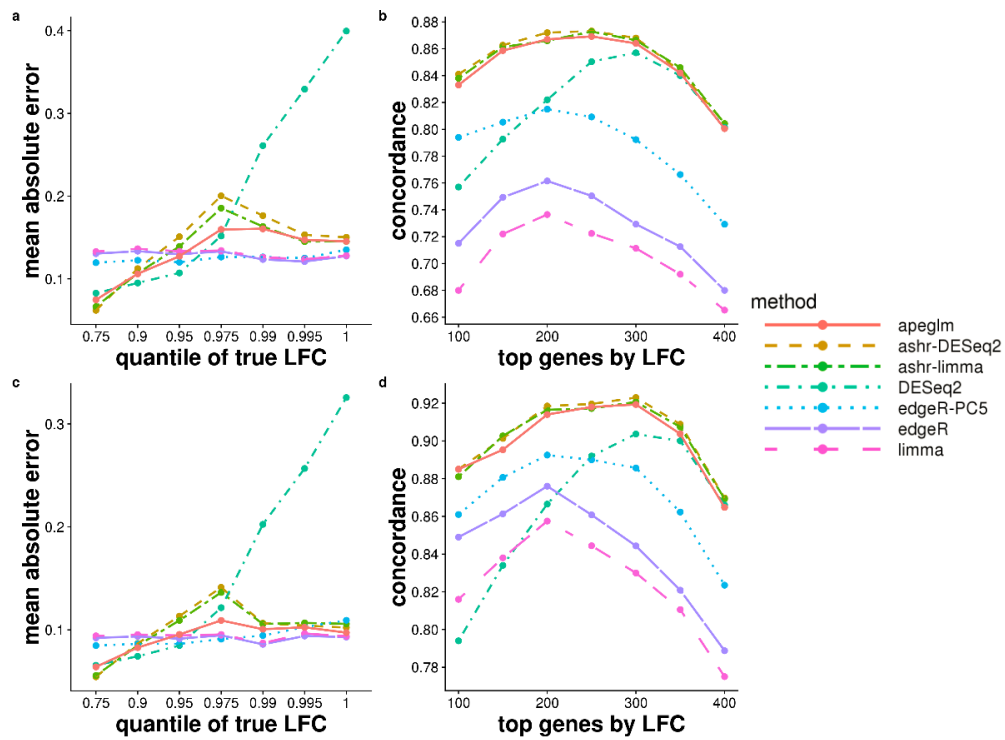 a
0.4
0.3
0.2
0.1
mean absolute error
0.75 0.9 0.95 0.975 0.99 0.995 1
quantile of true LFC
b
0.88
0.86
0.84
0.82
0.80
0.78
0.76
0.74
0.72
0.70
0.68
0.66
concordance
100 200 300 400
top genes by LFC
c
0.3
0.2
0.1
mean absolute error
0.75 0.9 0.95 0.975 0.99 0.995 1
quantile of true LFC
d
0.92
0.90
0.88
0.86
0.84
0.82
0.80
0.78
concordance
100 200 300 400
top genes by LFC
method
apeglm
ashr-DESeq2
ashr-limma
DESeq2
edgeR-PC5
edgeR
limma